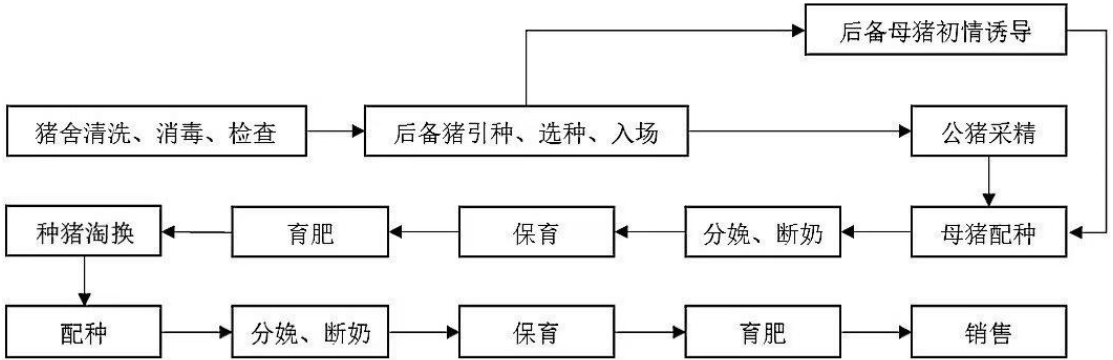 后备母猪初情诱导
猪舍清洗、消毒、检查
后备猪引种、选种、入场
公猪采精
种猪淘换
育肥
保育
分娩、断奶
母猪配种
配种
分娩、断奶
保育
育肥
销售